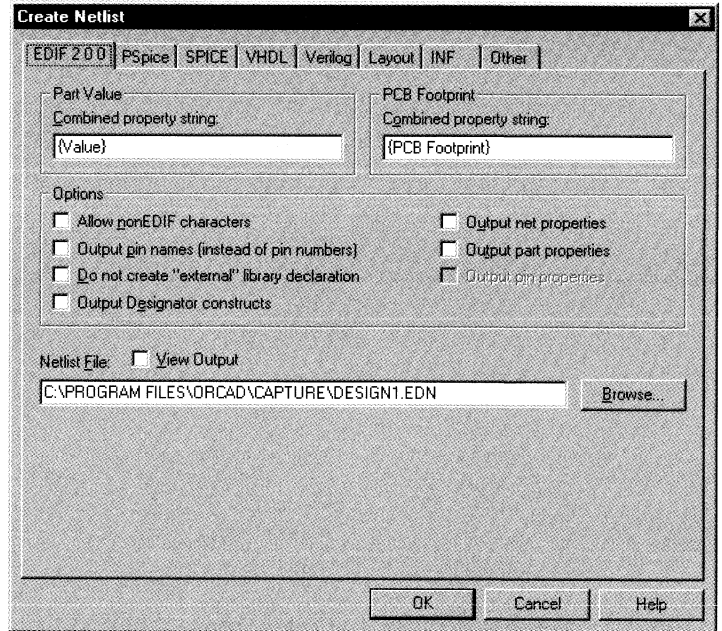 Create Netlist
EDIF 2 0 0 PSpice SPICE VHDL Verilog Layout INF Other
Part Value
Combined property string:
{Value}
PCB Footprint
Combined property string:
{PCB Footprint}
Options
Allow nonEDIF characters
Output pin names (instead of pin numbers)
Do not create "external" library declaration
Output Designator constructs
Output net properties
Output part properties
Output pin properties
Netlist File: View Output
C:\PROGRAM FILES\ORCAD\CAPTURE\DESIGN1.EDN
Browse...
OK Cancel Help